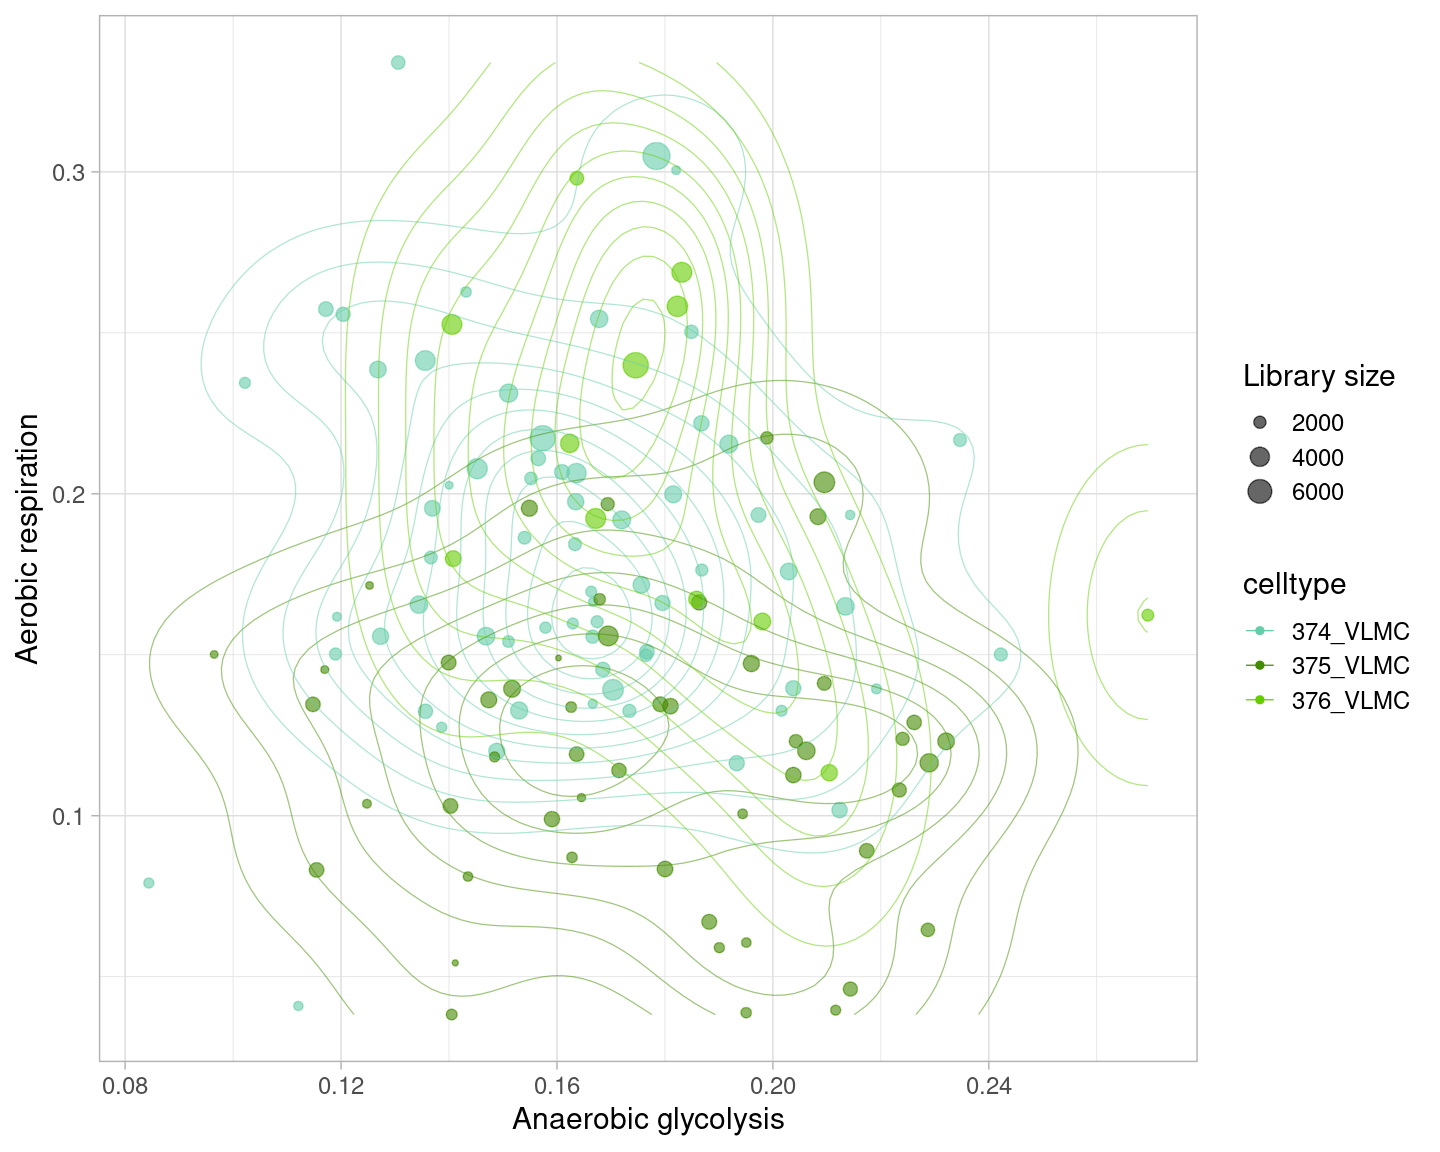 0.3
0.2
0.1
Aerobic respiration
0.08
0.12
0.16
0.20
0.24
Anaerobic glycolysis
Library size
2000
4000
6000
celltype
374_VLMC
375_VLMC
376_VLMC